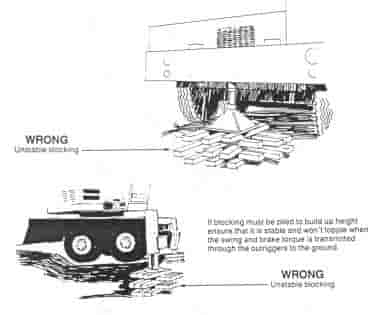 WRONG
Unstable blocking
If blocking must be piled to build up height
ensure that it is stable and won't topple when
the swing and brake torque is transmitted
through the outriggers to the ground.
WRONG
Unstable blocking